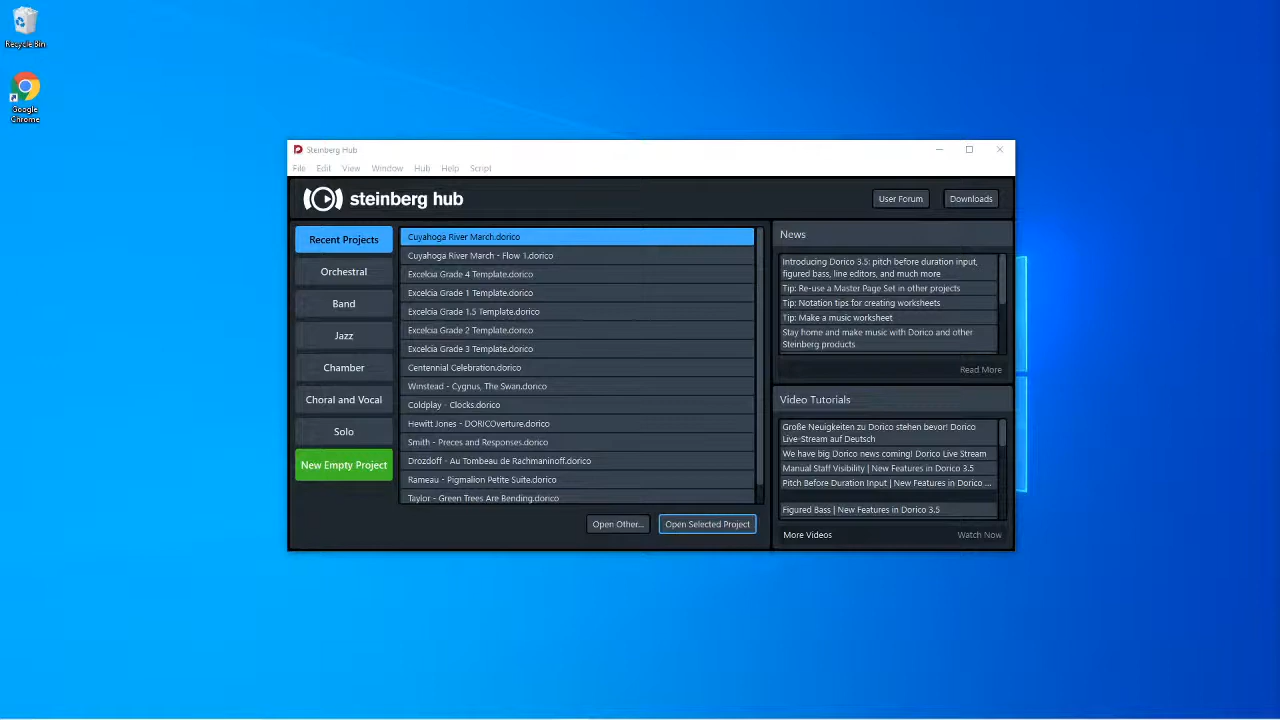 Recycle Bin
Google
Chrome
Steinberg Hub
File Edit View Window Hub Help Script
steinberg hub
User Forum
Downloads
Recent Projects
Orchestral
Band
Jazz
Chamber
Choral and Vocal
Solo
New Empty Project
Cuyahoga River March.dorico
Cuyahoga River March - Flow 1.dorico
Excelcia Grade 4 Template.dorico
Excelcia Grade 1 Template.dorico
Excelcia Grade 1.5 Template.dorico
Excelcia Grade 2 Template.dorico
Excelcia Grade 3 Template.dorico
Centennial Celebration.dorico
Winstead - Cygnus, The Swan.dorico
Coldplay - Clocks.dorico
Hewitt Jones - DORICOverture.dorico
Smith - Preces and Responses.dorico
Drozdoff - Au Tombeau de Rachmaninoff.dorico
Rameau - Pigmalion Petite Suite.dorico
Taylor - Green Trees Are Bending.dorico
Open Other...
Open Selected Project
News
Introducing Dorico 3.5: pitch before duration input,
figured bass, line editors, and much more
Tip: Re-use a Master Page Set in other projects
Tip: Notation tips for creating worksheets
Tip: Make a music worksheet
Stay home and make music with Dorico and other
Steinberg products
Read More
Video Tutorials
Große Neuigkeiten zu Dorico stehen bevor! Dorico
Live-Stream auf Deutsch
We have big Dorico news coming! Dorico Live Stream
Manual Staff Visibility | New Features in Dorico 3.5
Pitch Before Duration Input | New Features in Dorico ...
Figured Bass | New Features in Dorico 3.5
More Videos
Watch Now